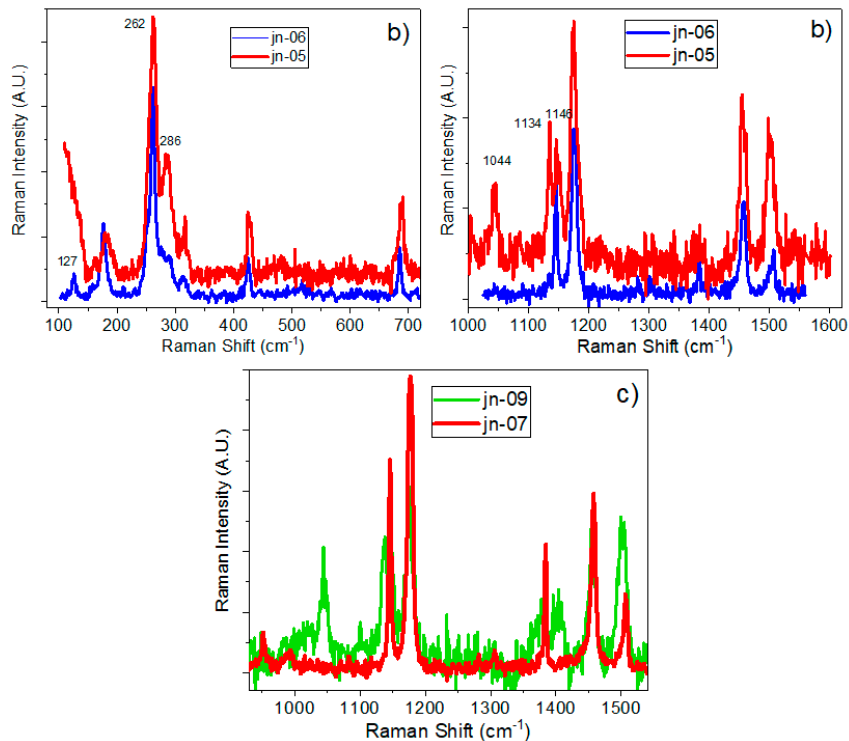 262
jn-06
jn-05
b)
286
127
Raman Intensity (A.U.)
100 200 300 400 500 600 700
Raman Shift (cm-1)
jn-06
jn-05
b)
1134
1146
1044
Raman Intensity (A.U.)
1000 1100 1200 1300 1400 1500 1600
Raman Shift (cm-1)
jn-09
jn-07
c)
Raman Intensity (A.U.)
1000 1100 1200 1300 1400 1500
Raman Shift (cm-1)